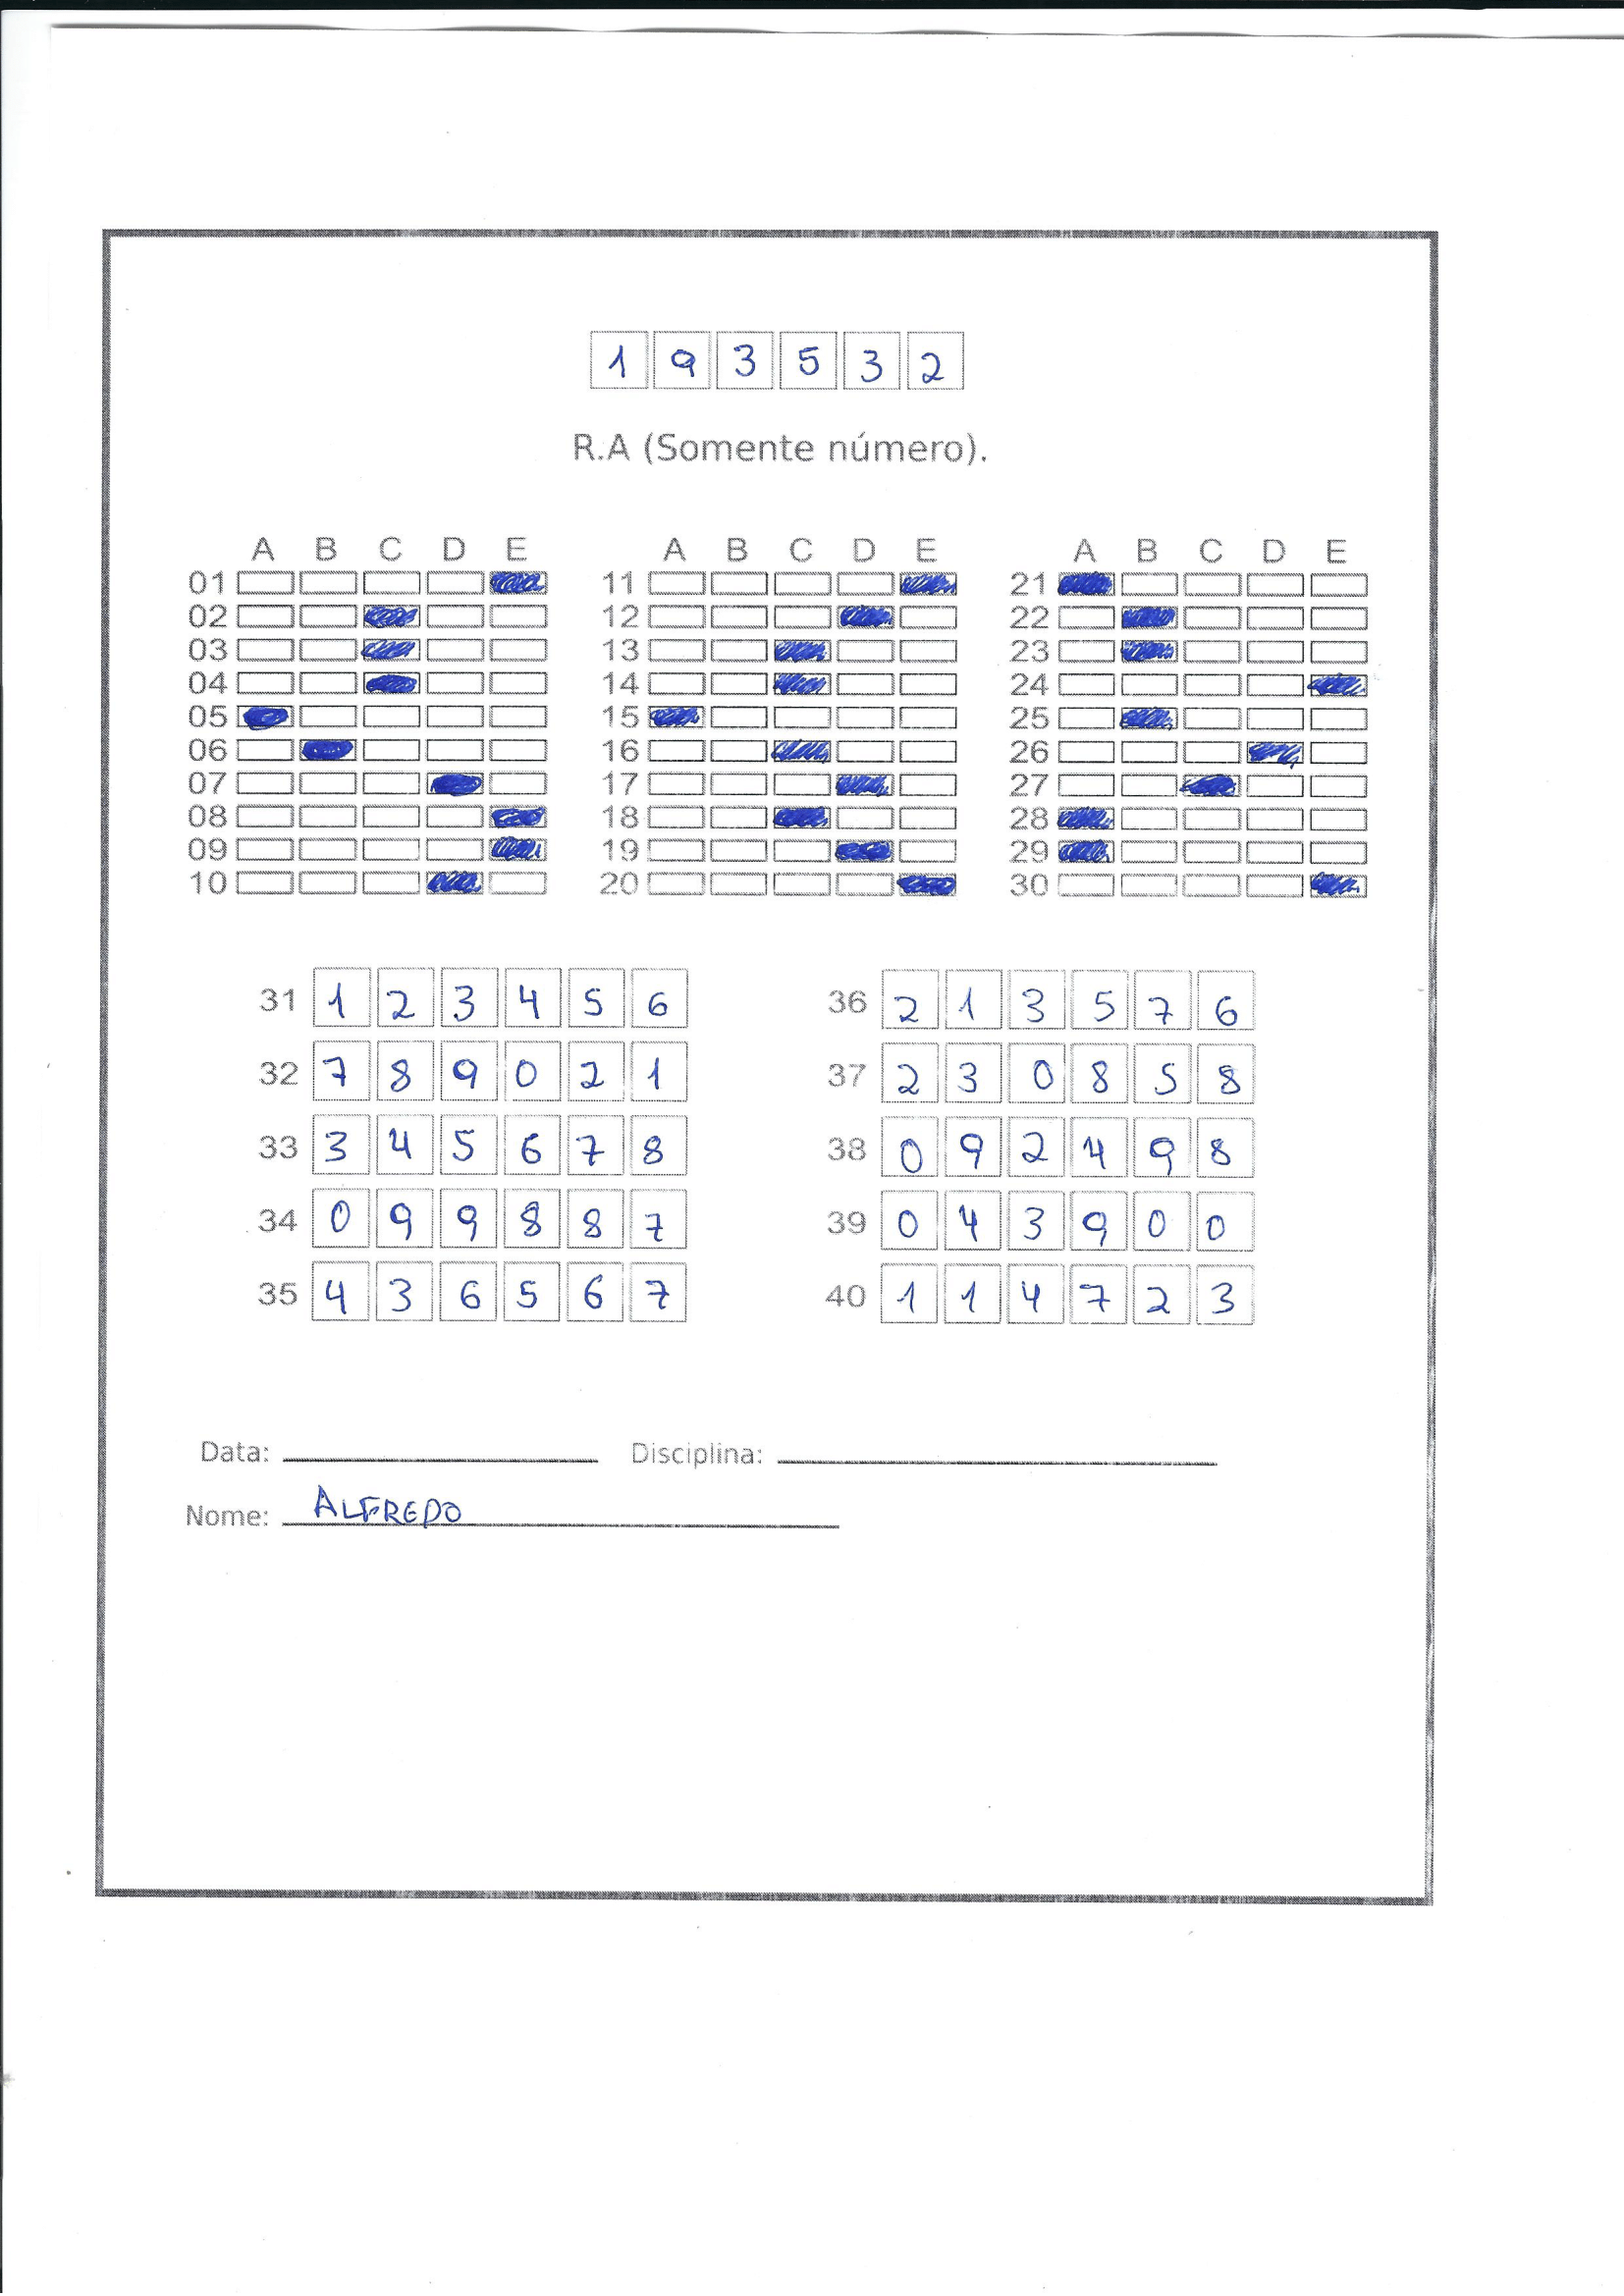 1 9 3 5 3 2
R.A (Somente número).
A B C D E A B C D E A B C D E
01 11 21
02 12 22
03 13 23
04 14 24
05 15 25
06 16 26
07 17 27
08 18 28
09 19 29
10 20 30
31 1 2 3 4 5 6 36 2 1 3 5 7 6
32 7 8 9 0 2 1 37 2 3 0 8 5 8
33 3 4 5 6 7 8 38 0 9 2 4 9 8
34 0 9 9 8 8 7 39 0 4 3 9 0 0
35 4 3 6 5 6 7 40 1 1 4 7 2 3
Data: Disciplina:
Nome: ALFREDO